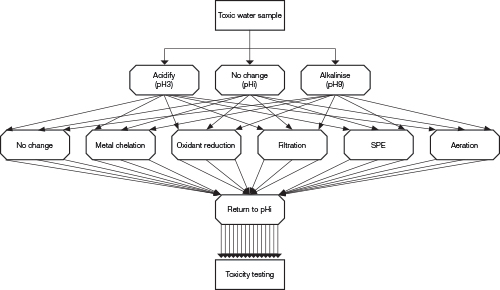 Toxic water sample
Acidify No change Alkalinise
(pH3) (pHi) (pH9)
No change Metal chelation Oxidant reduction Filtration SPE Aeration
Return to pHi
Toxicity testing